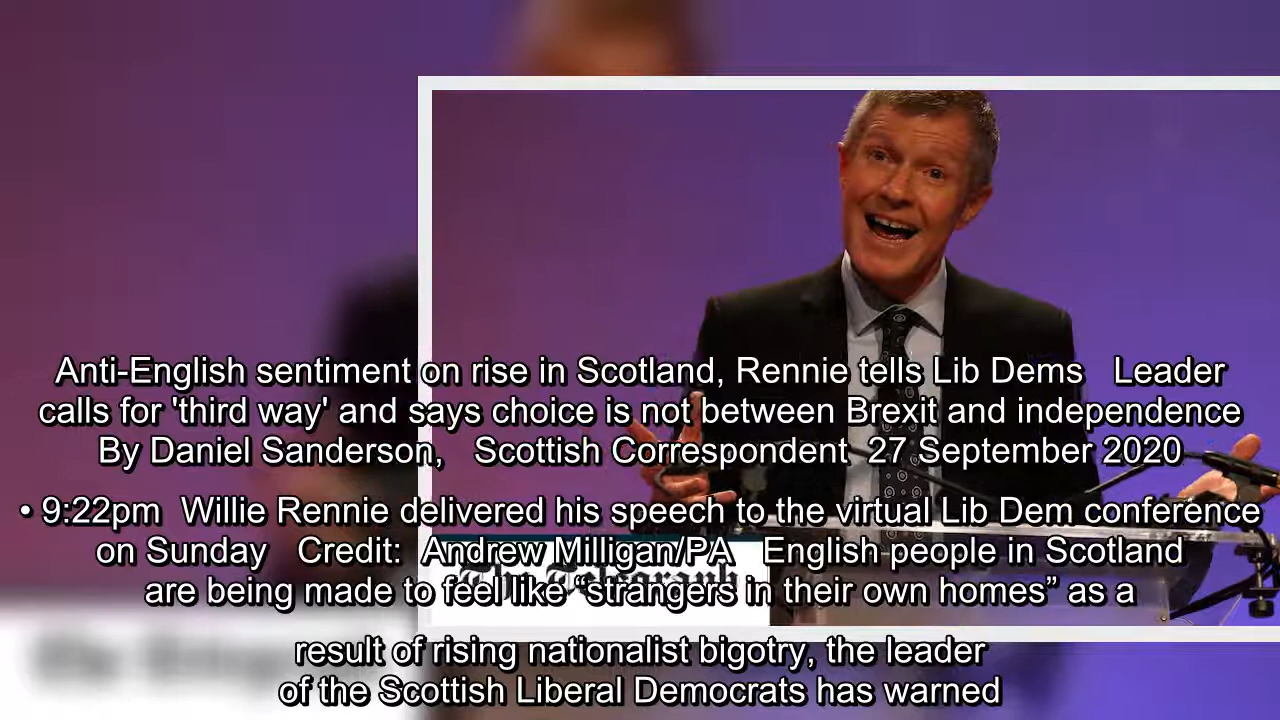 Anti-English sentiment on rise in Scotland, Rennie tells Lib Dems   Leader
calls for 'third way' and says choice is not between Brexit and independence
By Daniel Sanderson,   Scottish Correspondent  27 September 2020
• 9:22pm  Willie Rennie delivered his speech to the virtual Lib Dem conference
on Sunday   Credit:  Andrew Milligan/PA   English people in Scotland
are being made to feel like “strangers in their own homes” as a
The Telegraph
result of rising nationalist bigotry, the leader
of the Scottish Liberal Democrats has warned